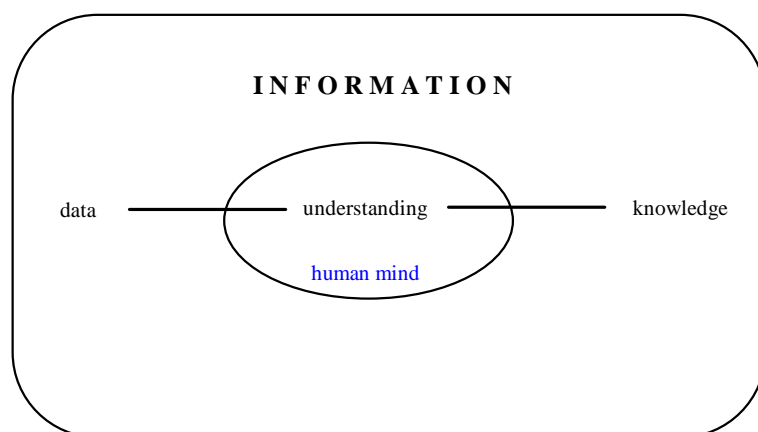 I N F O R M A T I O N
data understanding knowledge
human mind